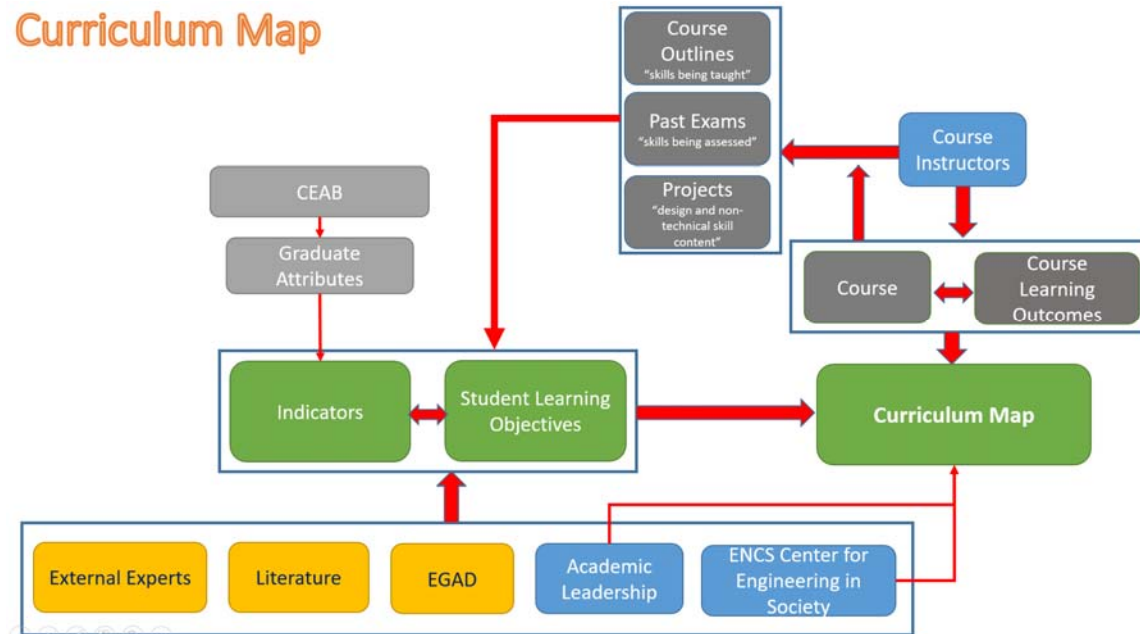 Curriculum Map
Course
Outlines
“skills being taught”
Past Exams
“skills being assessed”
Projects
“design and non-
technical skill
content”
Course
Instructors
CEAB
Graduate
Attributes
Course
Course
Learning
Outcomes
Indicators
Student Learning
Objectives
Curriculum Map
External Experts
Literature
EGAD
Academic
Leadership
ENCS Center for
Engineering in
Society